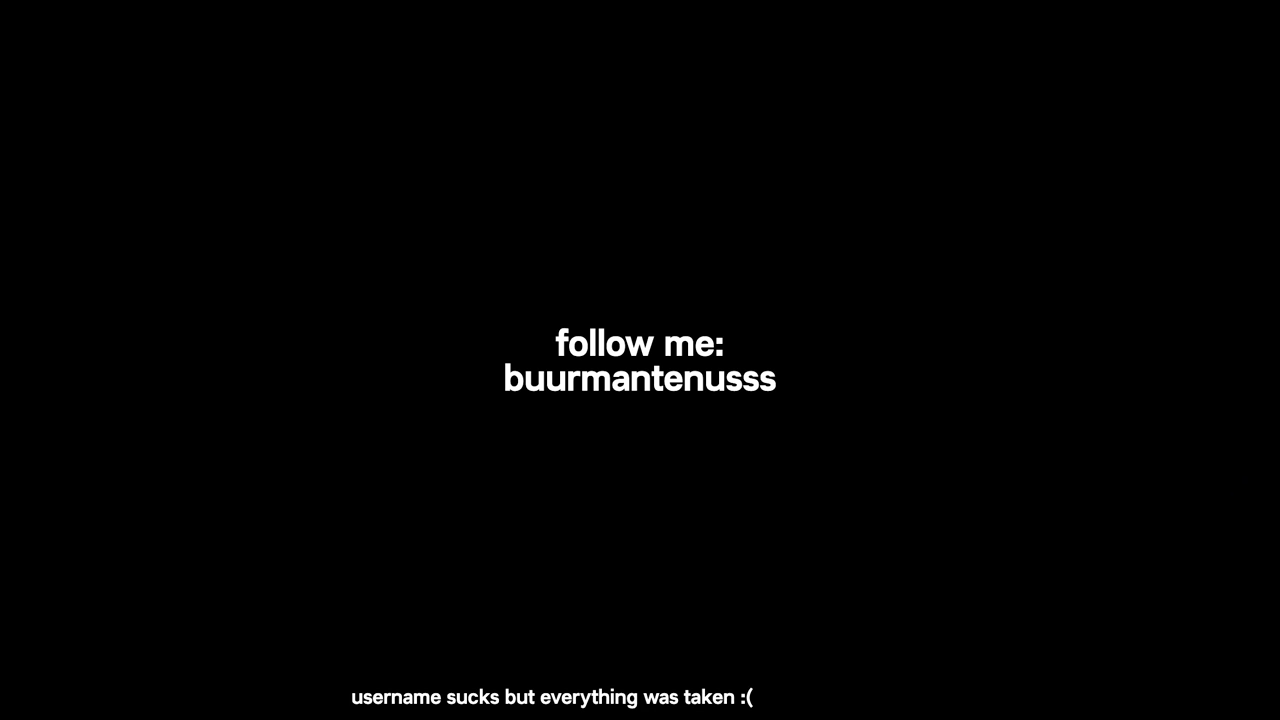 follow me:
buurmantenusss
username sucks but everything was taken :(